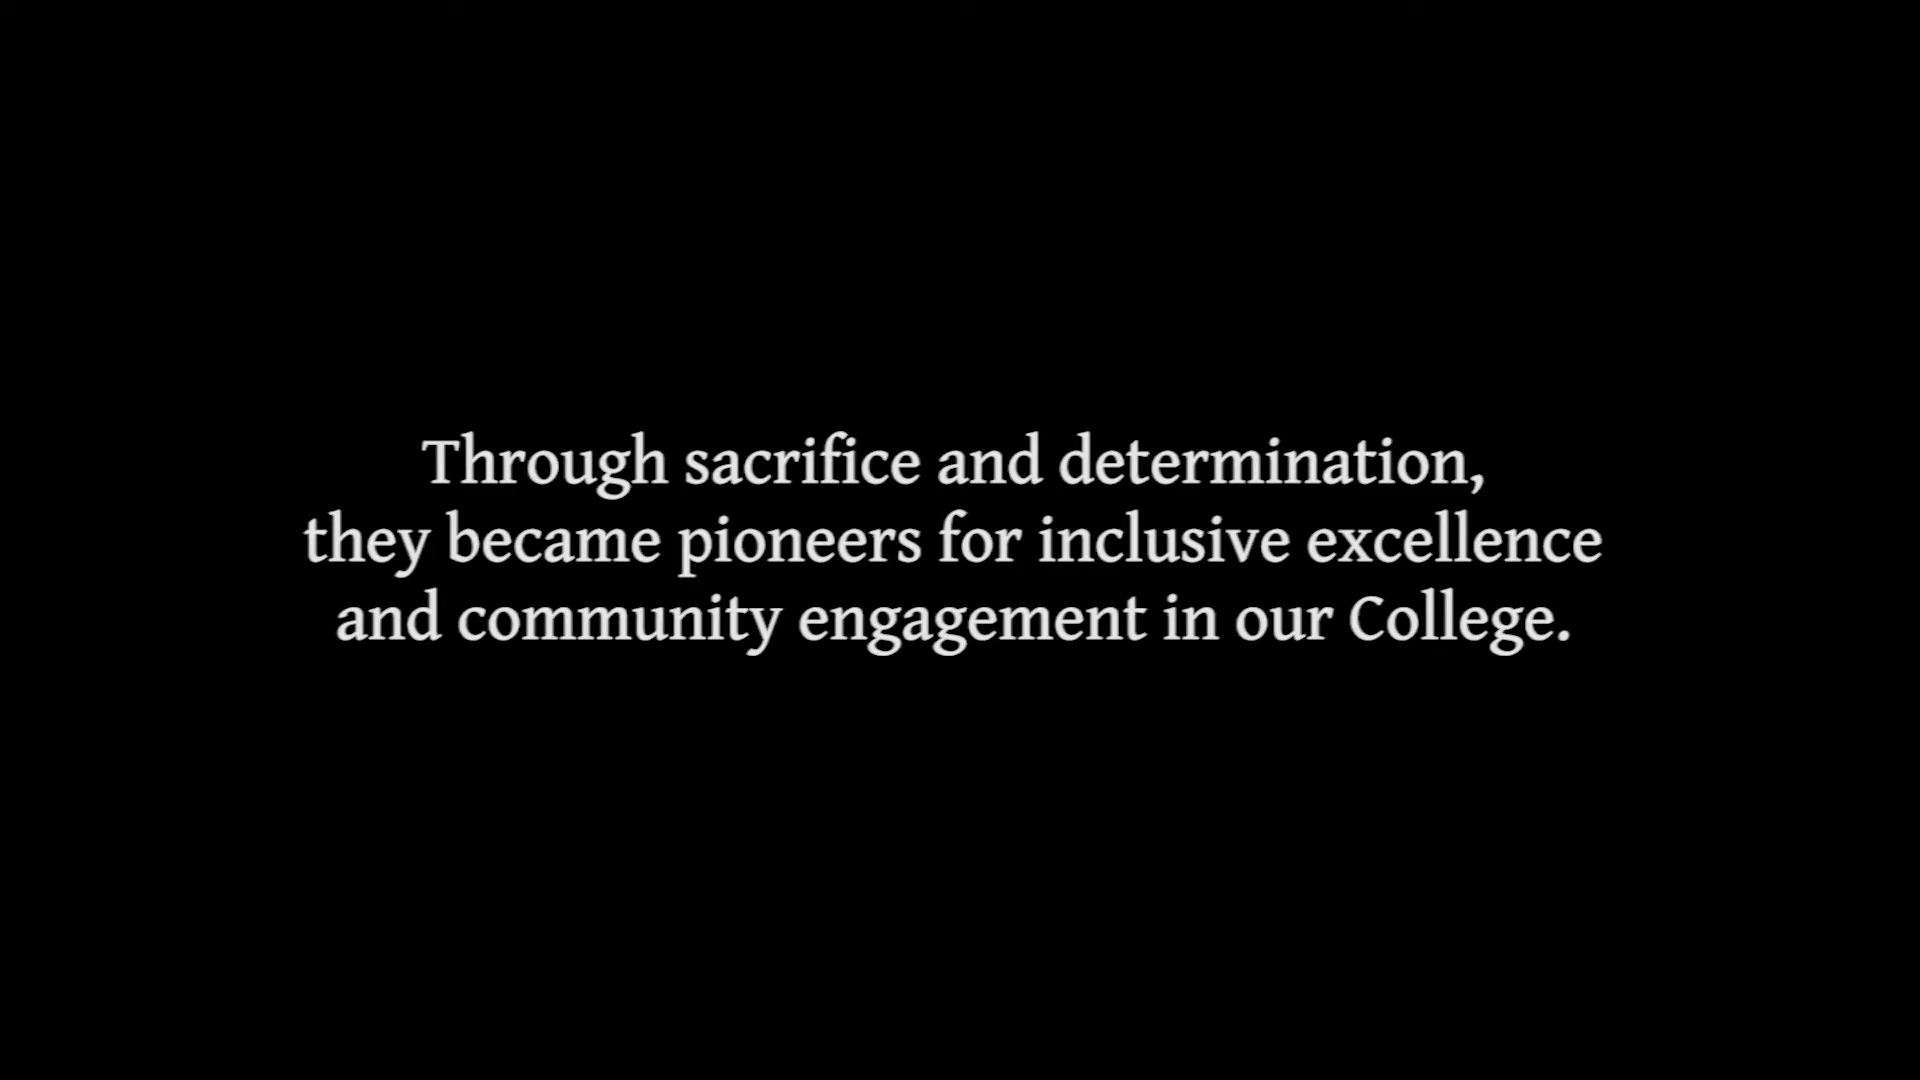 Through sacrifice and determination,
they became pioneers for inclusive excellence
and community engagement in our College.